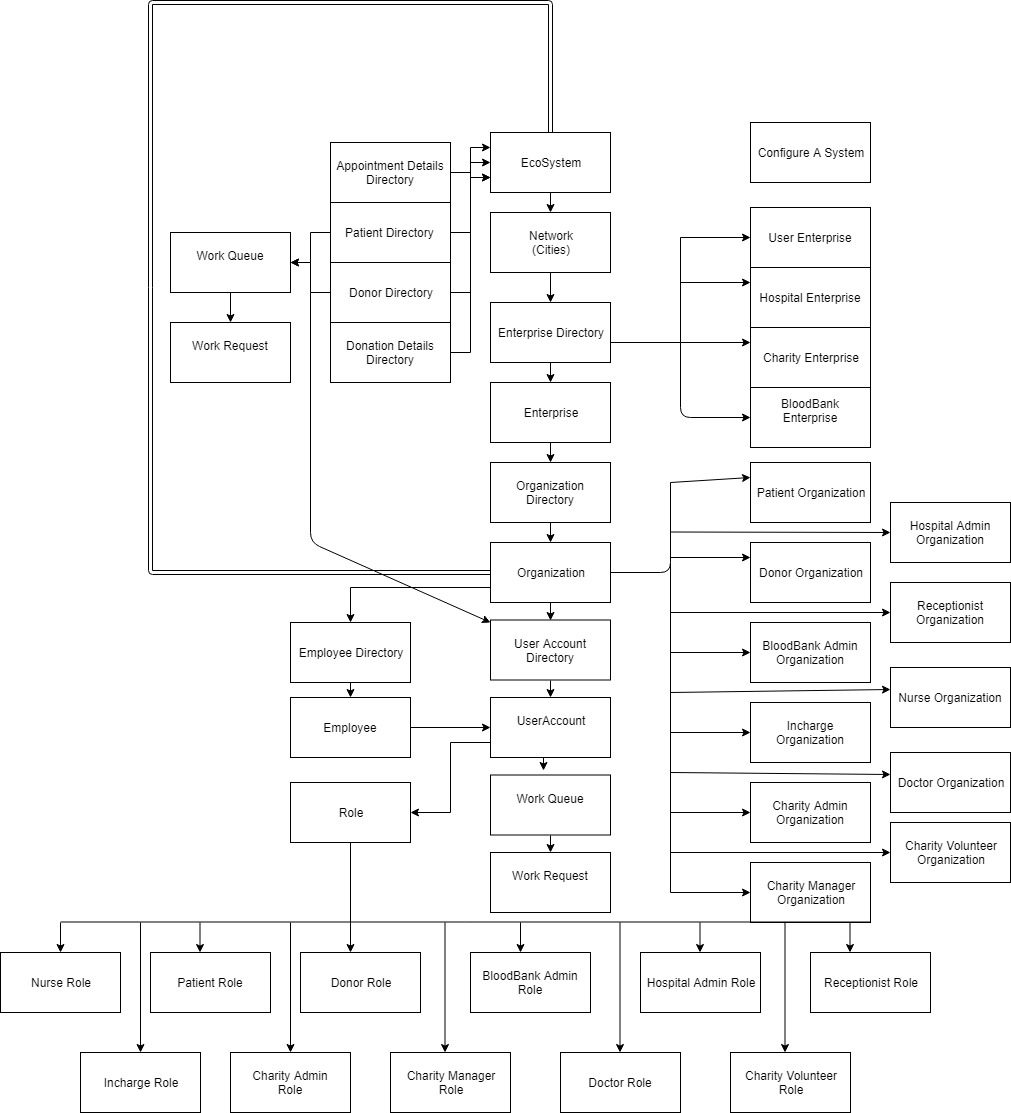 EcoSystem
Configure A System
Appointment Details
Directory
Patient Directory
Network
(Cities)
User Enterprise
Work Queue
Donor Directory
Hospital Enterprise
Work Request
Donation Details
Directory
Enterprise Directory
Charity Enterprise
Enterprise
BloodBank
Enterprise
Organization
Directory
Patient Organization
Hospital Admin
Organization
Organization
Donor Organization
Receptionist
Organization
Employee Directory
User Account
Directory
BloodBank Admin
Organization
Nurse Organization
Employee
UserAccount
Incharge
Organization
Doctor Organization
Role
Work Queue
Charity Admin
Organization
Charity Volunteer
Organization
Work Request
Charity Manager
Organization
Nurse Role
Patient Role
Donor Role
BloodBank Admin
Role
Hospital Admin Role
Receptionist Role
Incharge Role
Charity Admin
Role
Charity Manager
Role
Doctor Role
Charity Volunteer
Role